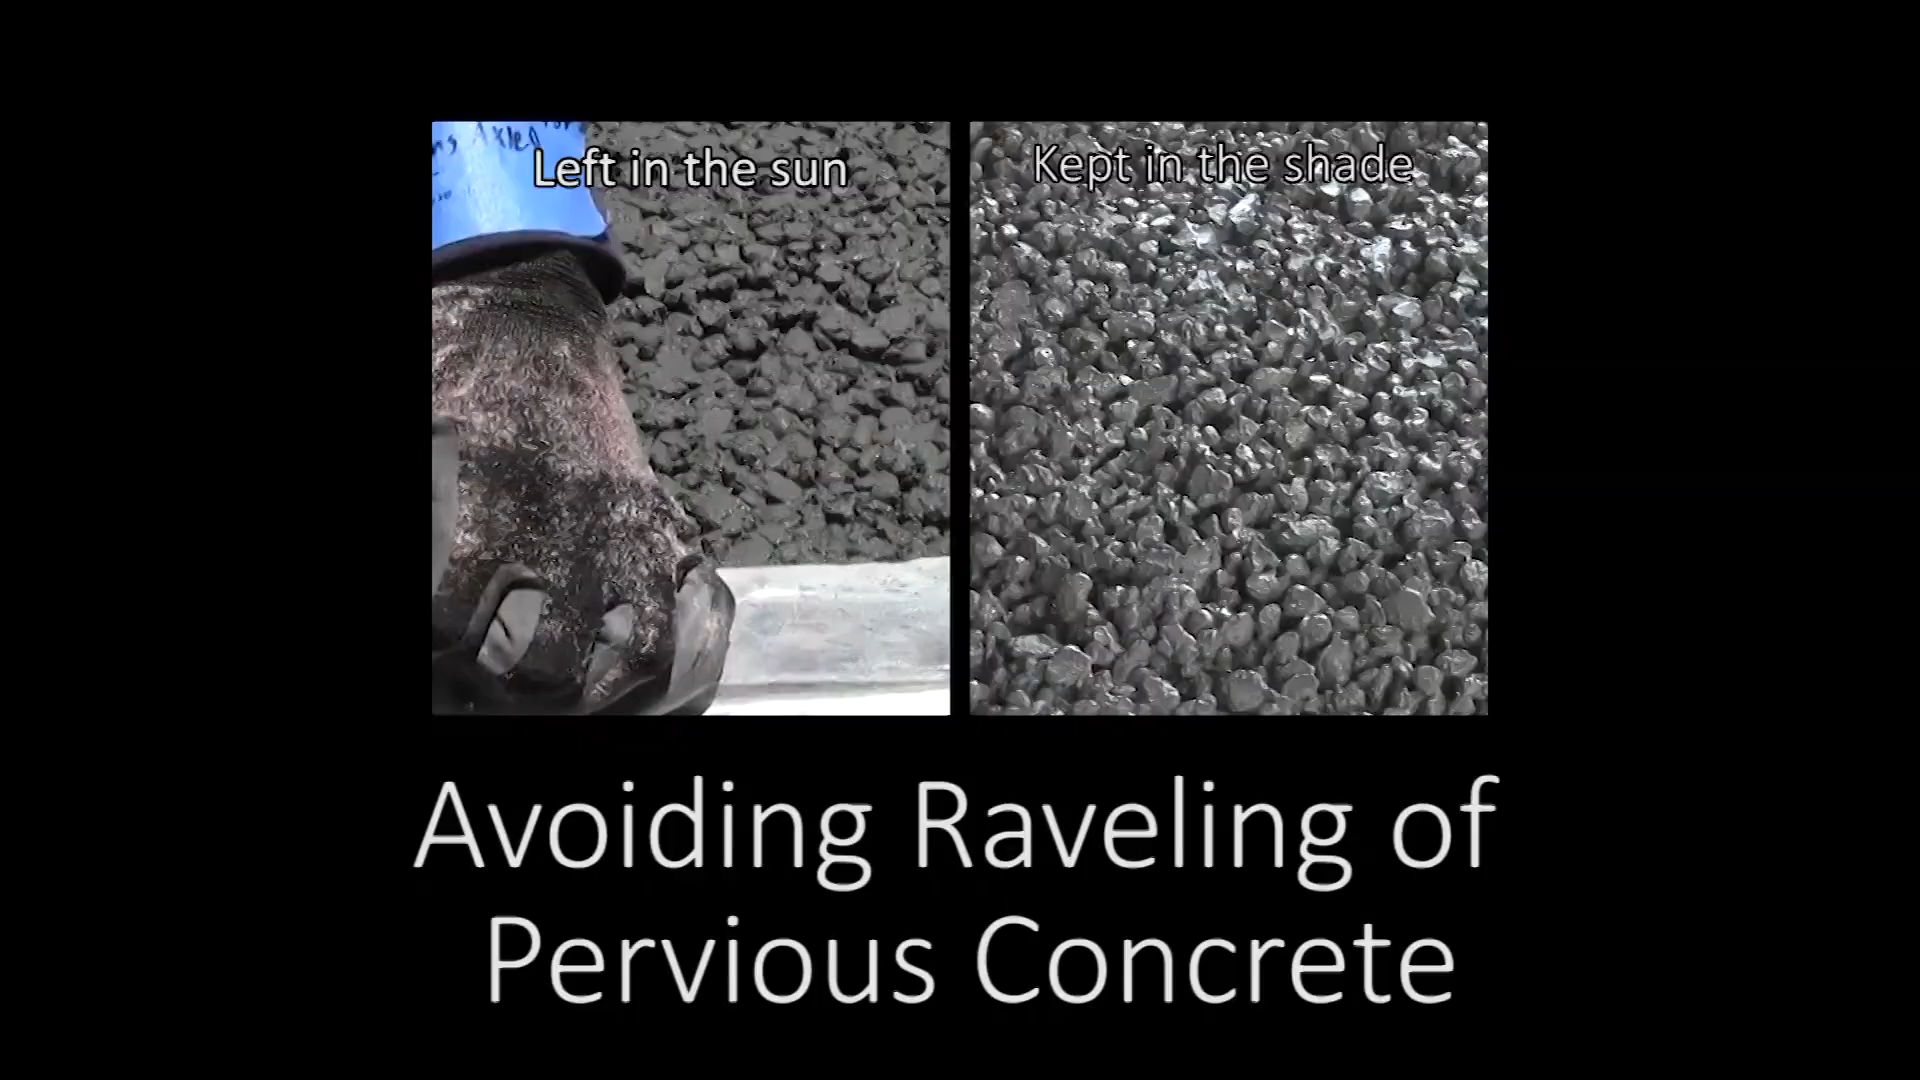 Left in the sun
Kept in the shade
Avoiding Raveling of
Pervious Concrete